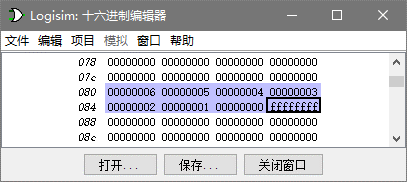 Logisim: 十六进制编辑器
文件 编辑 项目 模拟 窗口 帮助
078 00000000 00000000 00000000 00000000
07c 00000000 00000000 00000000 00000000
080 00000006 00000005 00000004 00000003
084 00000002 00000001 00000000 ffffffff
088 00000000 00000000 00000000 00000000
08c 00000000 00000000 00000000 00000000
打开... 保存... 关闭窗口